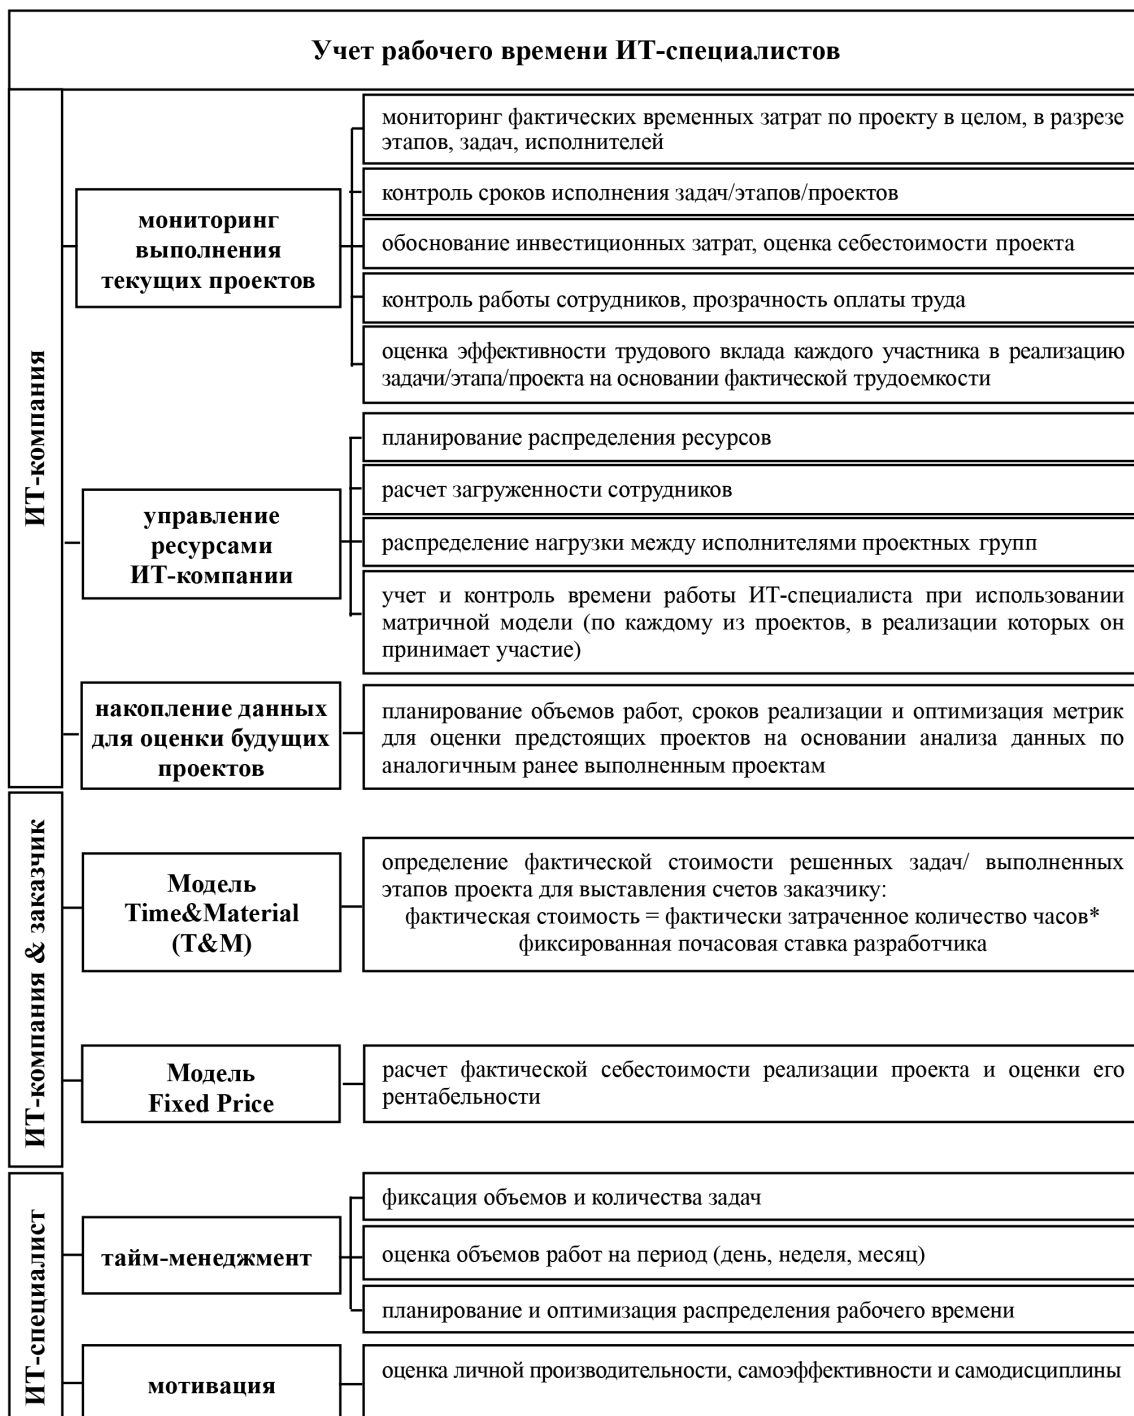 Учет рабочего времени ИТ-специалистов
ИТ-компания
мониторинг
выполнения
текущих проектов
мониторинг фактических временных затрат по проекту в целом, в разрезе
этапов, задач, исполнителей
контроль сроков исполнения задач/этапов/проектов
обоснование инвестиционных затрат, оценка себестоимости проекта
контроль работы сотрудников, прозрачность оплаты труда
оценка эффективности трудового вклада каждого участника в реализацию
задачи/этапа/проекта на основании фактической трудоемкости
управление
ресурсами
ИТ-компании
планирование распределения ресурсов
расчет загруженности сотрудников
распределение нагрузки между исполнителями проектных групп
учет и контроль времени работы ИТ-специалиста при использовании
матричной модели (по каждому из проектов, в реализации которых он
принимает участие)
накопление данных
для оценки будущих
проектов
планирование объемов работ, сроков реализации и оптимизация метрик
для оценки предстоящих проектов на основании анализа данных по
аналогичным ранее выполненным проектам
ИТ-компания & заказчик
Модель
Time&Material
(T&M)
определение фактической стоимости решенных задач/ выполненных
этапов проекта для выставления счетов заказчику:
фактическая стоимость = фактически затраченное количество часов*
фиксированная почасовая ставка разработчика
Модель
Fixed Price
расчет фактической себестоимости реализации проекта и оценки его
рентабельности
ИТ-специалист
тайм-менеджмент
фиксация объемов и количества задач
оценка объемов работ на период (день, неделя, месяц)
планирование и оптимизация распределения рабочего времени
мотивация
оценка личной производительности, самоэффективности и самодисциплины